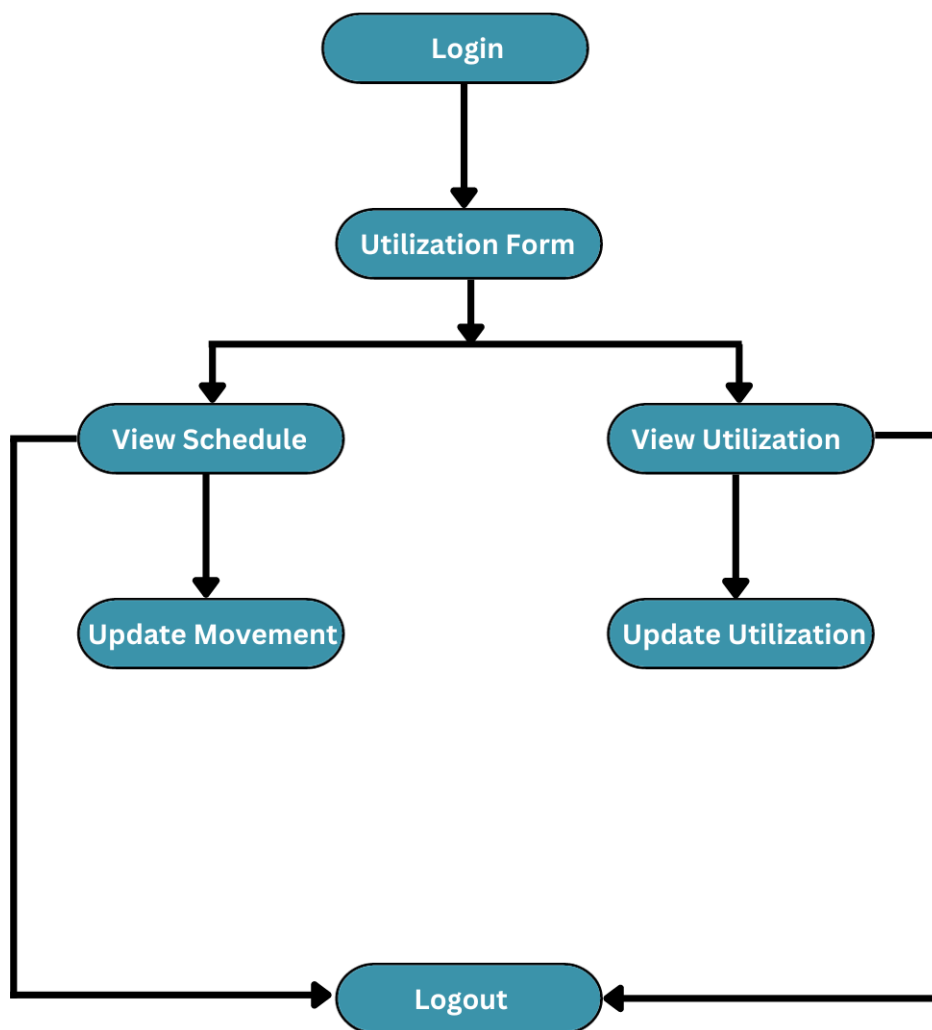 Login
Utilization Form
View Schedule
View Utilization
Update Movement
Update Utilization
Logout